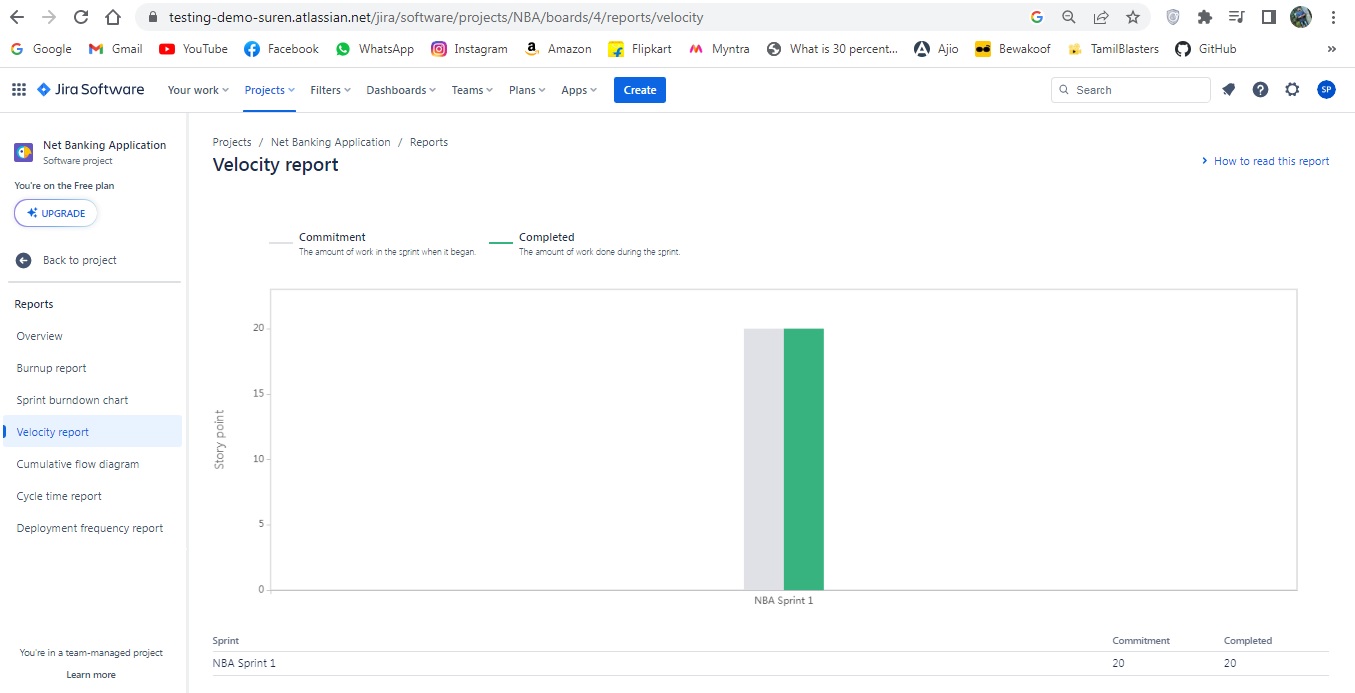 testing-demo-suren.atlassian.net/jira/software/projects/NBA/boards/4/reports/velocity
Google Gmail YouTube Facebook WhatsApp Instagram Amazon Flipkart Myntra What is 30 percent... Ajio Bewakoof TamilBlasters GitHub »
Jira Software Your work Projects Filters Dashboards Teams Plans Apps Create Search SP
Net Banking Application
Software project
You're on the Free plan
UPGRADE
Back to project
Reports
Overview
Burnup report
Sprint burndown chart
Velocity report
Cumulative flow diagram
Cycle time report
Deployment frequency report
You're in a team-managed project
Learn more
Projects / Net Banking Application / Reports
Velocity report
How to read this report
Commitment
The amount of work in the sprint when it began.
Completed
The amount of work done during the sprint.
Story point
20
15
10
5
0
NBA Sprint 1
Sprint Commitment Completed
NBA Sprint 1 20 20